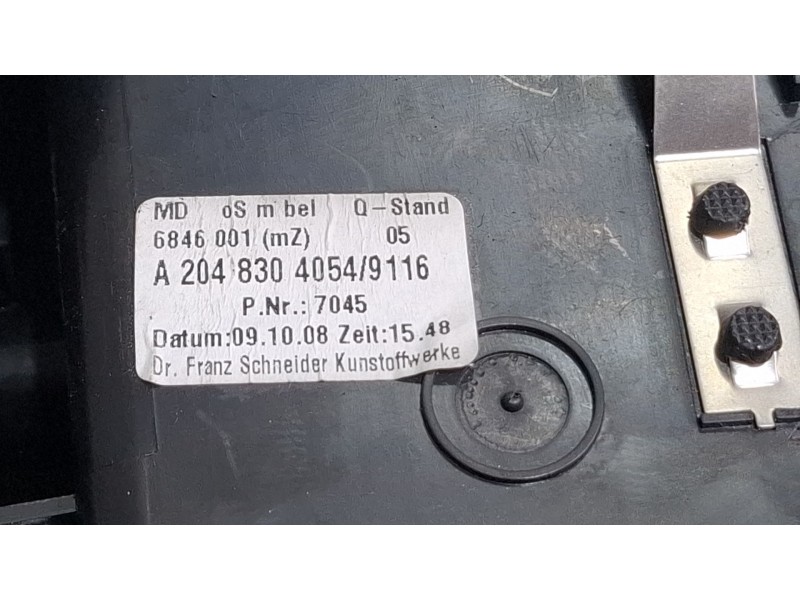 MD oS m bel Q-Stand
6846 001 (mZ) 05
A 204 830 4054/9116
P.Nr.: 7045
Datum:09.10.08 Zeit:15.48
Dr. Franz Schneider Kunstoffwerke